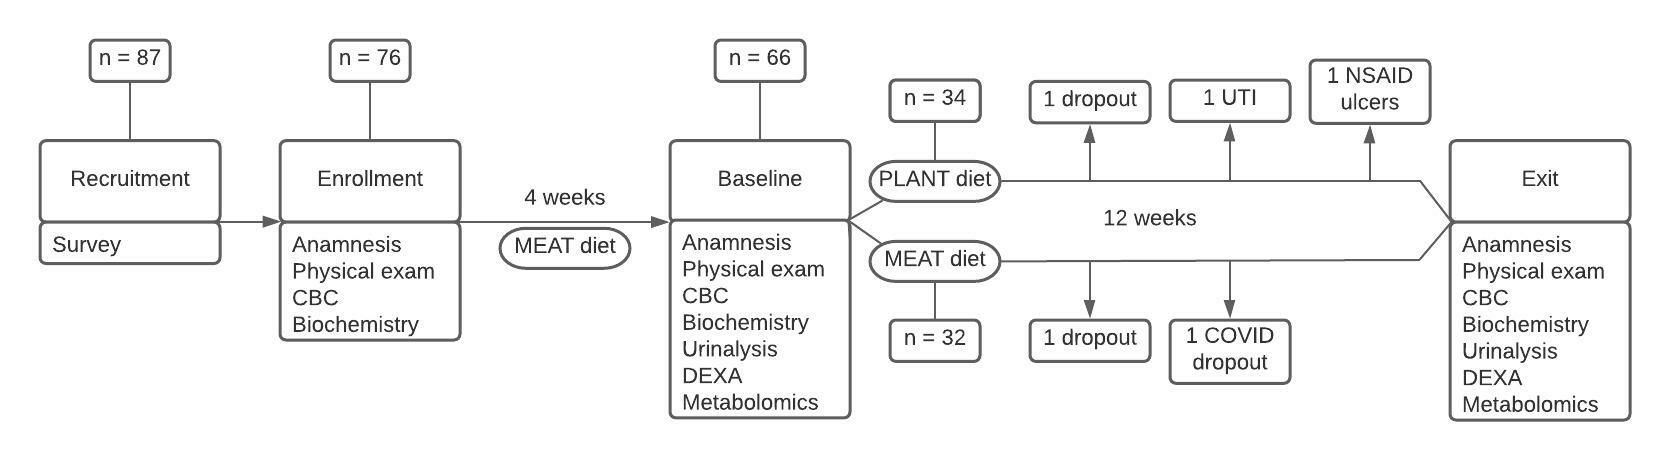 n = 87
Recruitment
Survey
n = 76
Enrollment
Anamnesis
Physical exam
CBC
Biochemistry
4 weeks
MEAT diet
n = 66
Baseline
Anamnesis
Physical exam
CBC
Biochemistry
Urinalysis
DEXA
Metabolomics
n = 34
PLANT diet
1 dropout
1 UTI
1 NSAID
ulcers
12 weeks
MEAT diet
n = 32
1 dropout
1 COVID
dropout
Exit
Anamnesis
Physical exam
CBC
Biochemistry
Urinalysis
DEXA
Metabolomics